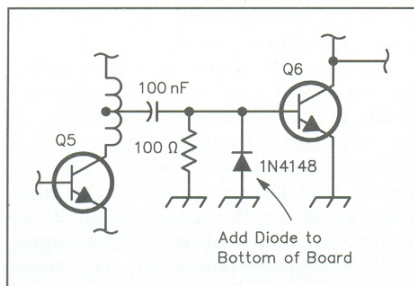 Q6
100 nF
Q5
100 Ω
1N4148
Add Diode to
Bottom of Board